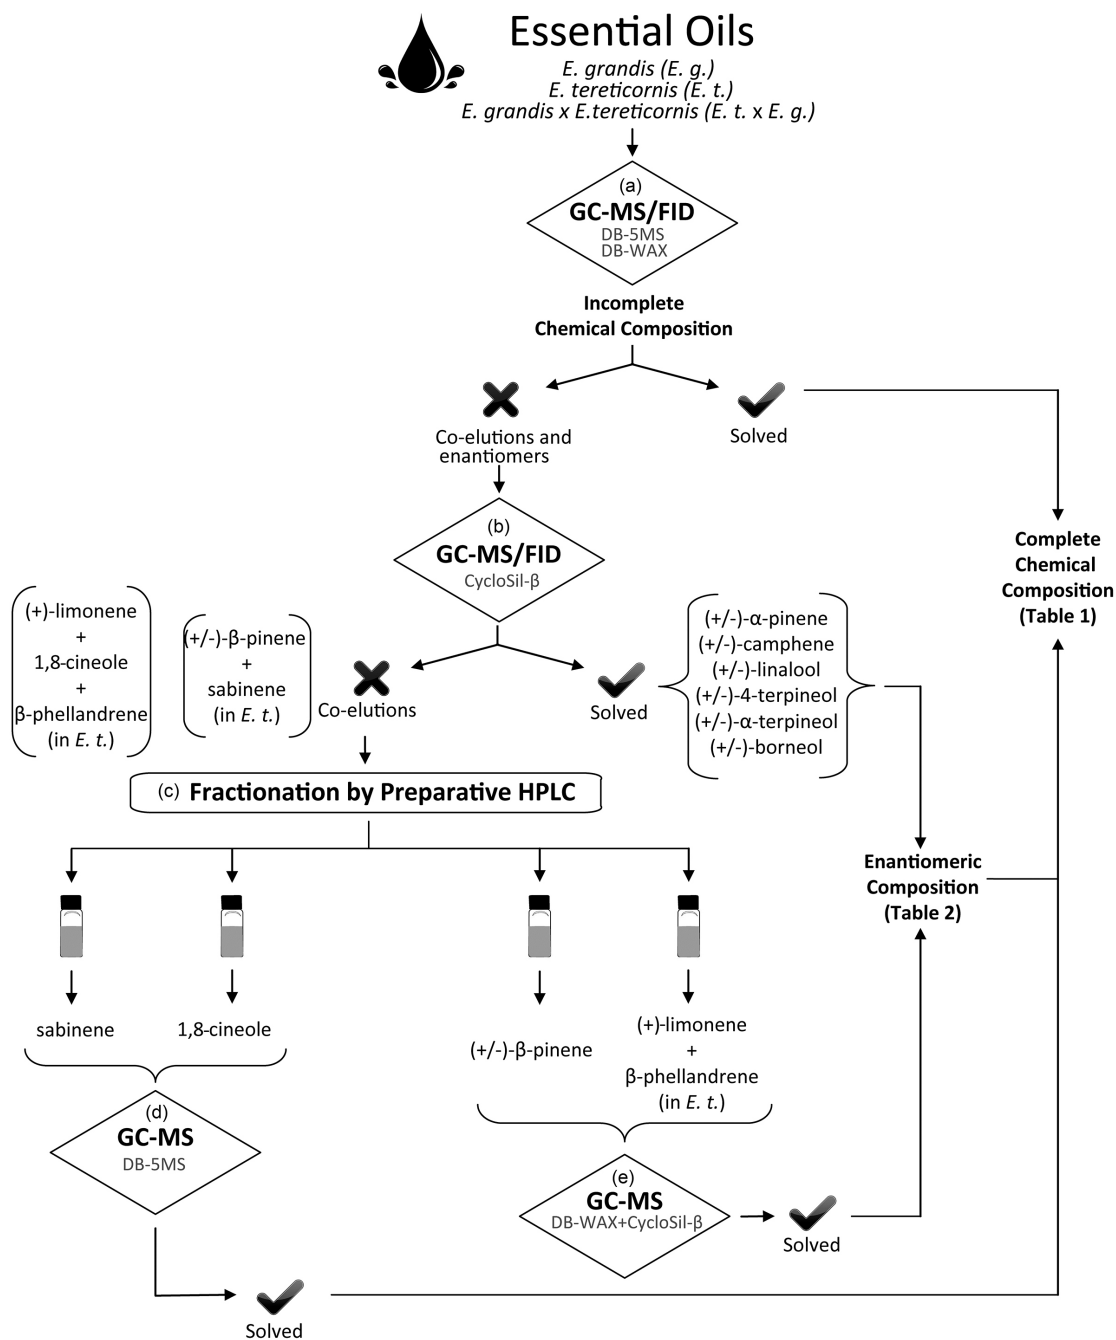 Essential Oils
E. grandis (E. g.)
E. tereticornis (E. t.)
E. grandis x E.tereticornis (E. t. x E. g.)
(a)
GC-MS/FID
DB-5MS
DB-WAX
Incomplete
Chemical Composition
Co-elutions and
enantiomers
Solved
(b)
GC-MS/FID
CycloSil-β
Complete
Chemical
Composition
(Table 1)
(+)-limonene
+
1,8-cineole
+
β-phellandrene
(in E. t.)
(+/-)-β-pinene
+
sabinene
(in E. t.)
Co-elutions
Solved
(+/-)-α-pinene
(+/-)-camphene
(+/-)-linalool
(+/-)-4-terpineol
(+/-)-α-terpineol
(+/-)-borneol
(c) Fractionation by Preparative HPLC
Enantiomeric
Composition
(Table 2)
sabinene
1,8-cineole
(+/-)-β-pinene
(+)-limonene
+
β-phellandrene
(in E. t.)
(d)
GC-MS
DB-5MS
(e)
GC-MS
DB-WAX+CycloSil-β
Solved
Solved